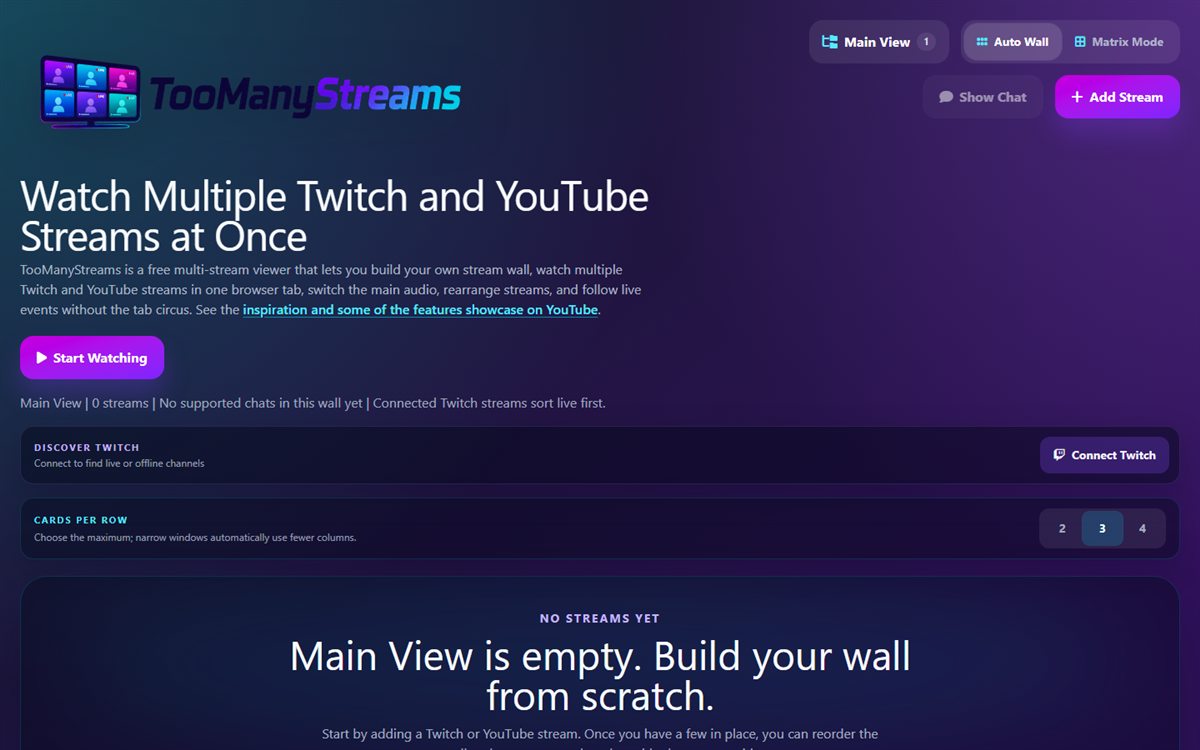 Main View 1
Auto Wall
Matrix Mode
TooManyStreams
Show Chat
Add Stream
Watch Multiple Twitch and YouTube
Streams at Once
TooManyStreams is a free multi-stream viewer that lets you build your own stream wall, watch multiple
Twitch and YouTube streams in one browser tab, switch the main audio, rearrange streams, and follow live
events without the tab circus. See the inspiration and some of the features showcase on YouTube.
Start Watching
Main View | 0 streams | No supported chats in this wall yet | Connected Twitch streams sort live first.
DISCOVER TWITCH
Connect to find live or offline channels
Connect Twitch
CARDS PER ROW
Choose the maximum; narrow windows automatically use fewer columns.
2 3 4
NO STREAMS YET
Main View is empty. Build your wall
from scratch.
Start by adding a Twitch or YouTube stream. Once you have a few in place, you can reorder the